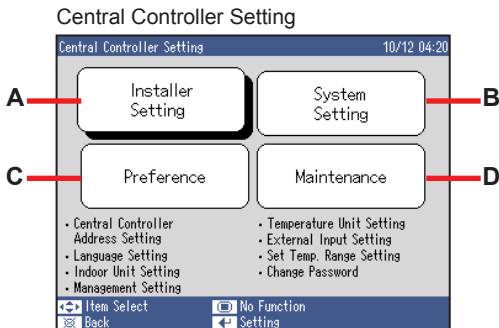 Central Controller Setting
Central Controller Setting 10/12 04:20
A
Installer
Setting
System
Setting
B
C
Preference
Maintenance
D
・Central Controller
Address Setting
・Language Setting
・Indoor Unit Setting
・Management Setting
・Temperature Unit Setting
・External Input Setting
・Set Temp. Range Setting
・Change Password
Item Select No Function
Back Setting